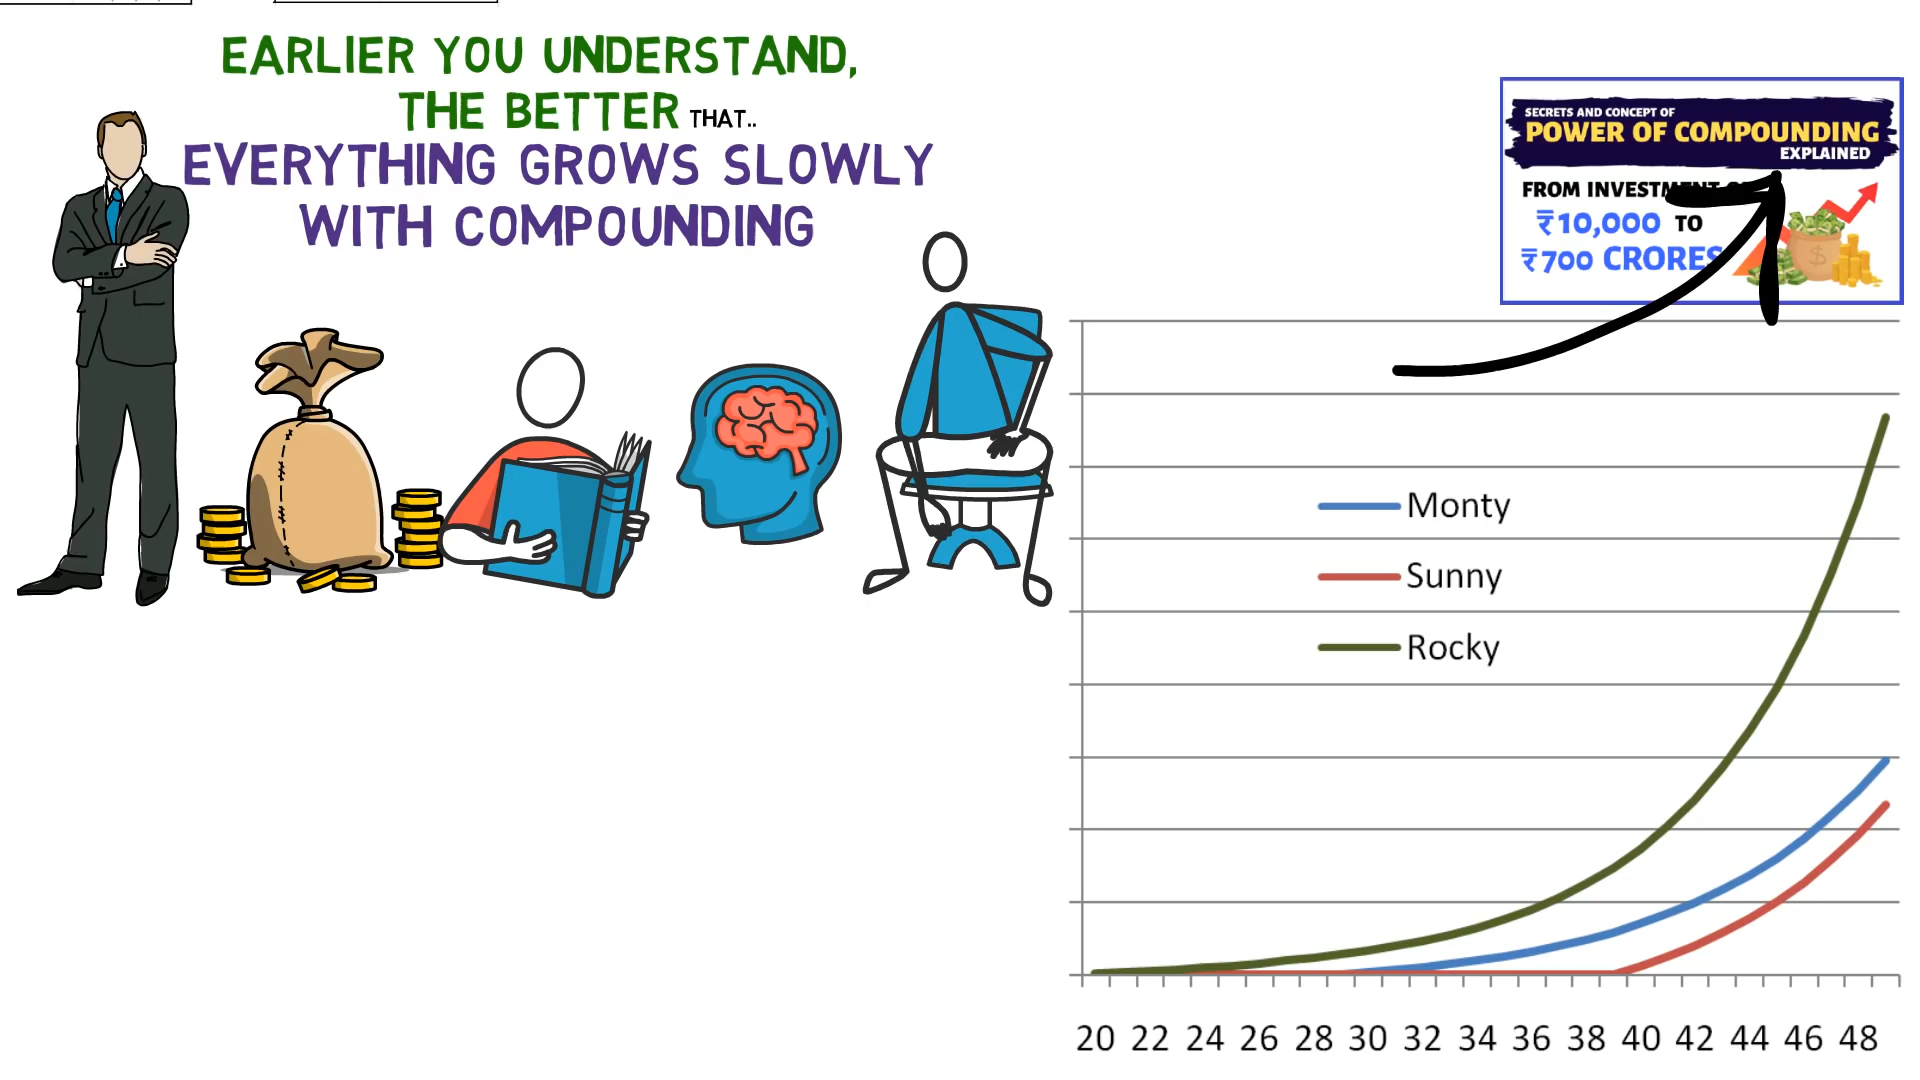 EARLIER YOU UNDERSTAND,
THE BETTER THAT..
EVERYTHING GROWS SLOWLY
WITH COMPOUNDING
SECRETS AND CONCEPT OF
POWER OF COMPOUNDING
EXPLAINED
FROM INVESTMENT OF
₹10,000 TO
₹700 CRORES
Monty
Sunny
Rocky
20 22 24 26 28 30 32 34 36 38 40 42 44 46 48